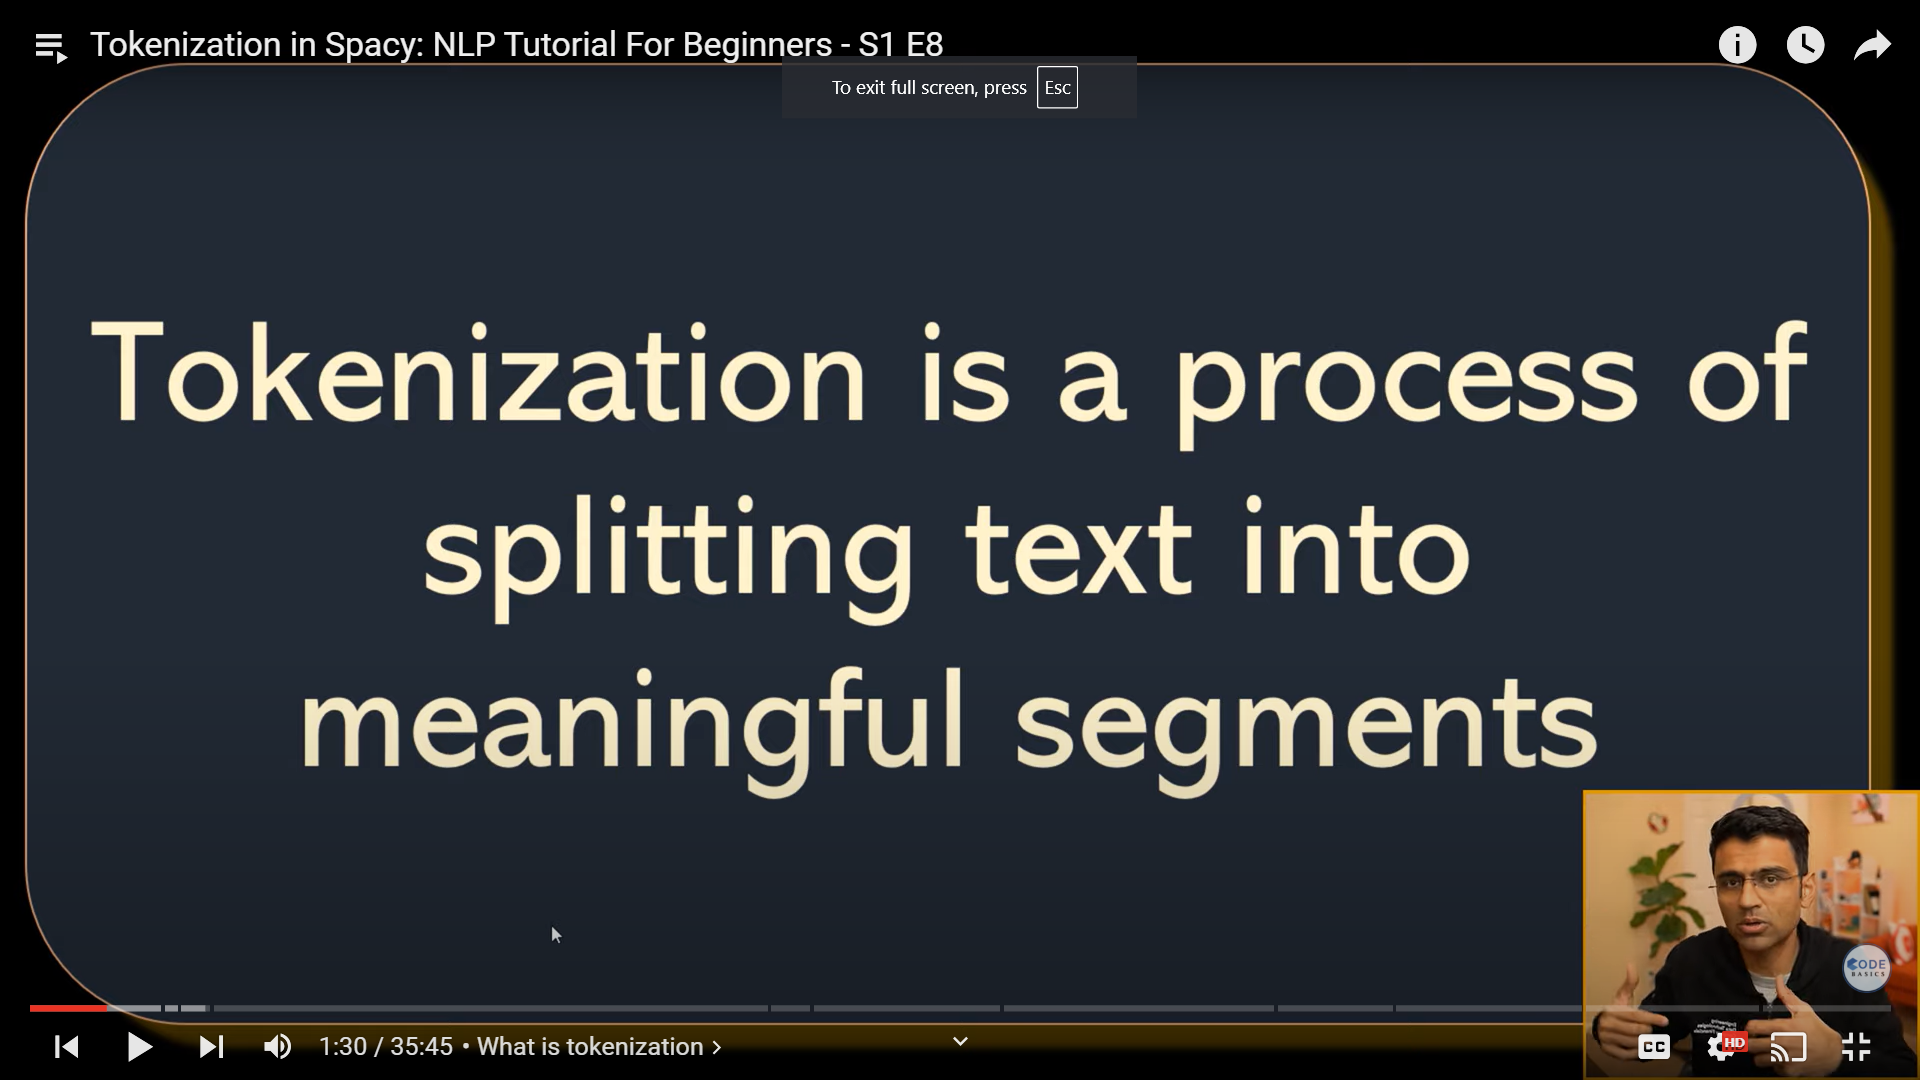 Tokenization in Spacy: NLP Tutorial For Beginners - S1 E8
To exit full screen, press Esc
Tokenization is a process of
splitting text into
meaningful segments
CODE
BASICS
1:30 / 35:45 • What is tokenization
CC
HD